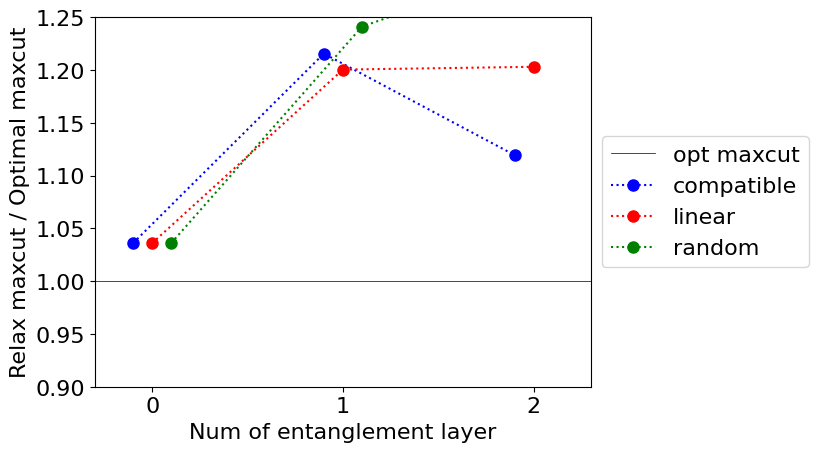 Relax maxcut / Optimal maxcut
1.25
1.20
1.15
1.10
1.05
1.00
0.95
0.90
0 1 2
Num of entanglement layer
opt maxcut
compatible
linear
random